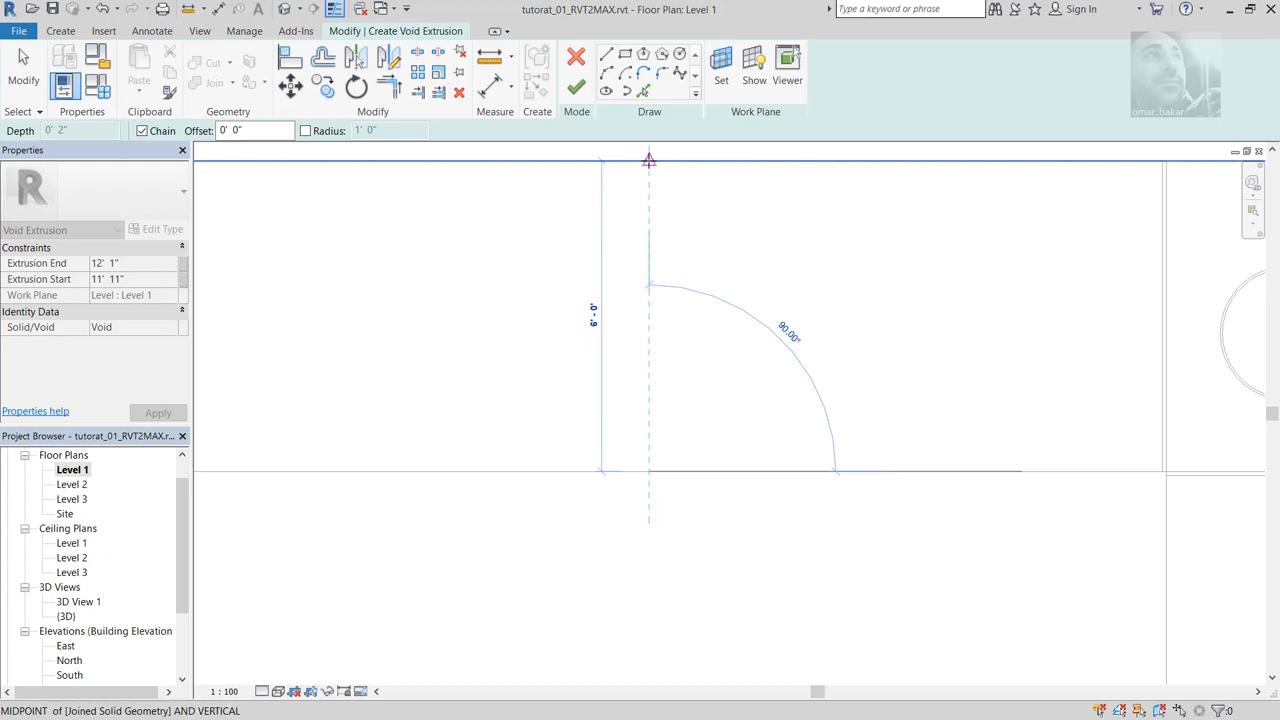 tutorat_01_RVT2MAX.rvt - Floor Plan: Level 1
Type a keyword or phrase
Sign In
File
Create
Insert
Annotate
View
Manage
Add-Ins
Modify | Create Void Extrusion
Modify
Paste
Cut
Join
Create
Set
Show
Viewer
Select
Properties
Clipboard
Geometry
Modify
Measure
Create
Mode
Draw
Work Plane
omar_bakar
Depth 0' 2"
Chain
Offset: 0' 0"
Radius: 1' 0"
Properties
R
Void Extrusion
Edit Type
Constraints
Extrusion End 12' 1"
Extrusion Start 11' 11"
Work Plane Level : Level 1
Identity Data
Solid/Void Void
Properties help
Apply
Project Browser - tutorat_01_RVT2MAX.r...
Floor Plans
Level 1
Level 2
Level 3
Site
Ceiling Plans
Level 1
Level 2
Level 3
3D Views
3D View 1
{3D}
Elevations (Building Elevation
East
North
South
6' - 0"
90.00°
1 : 100
MIDPOINT of [Joined Solid Geometry] AND VERTICAL
:0